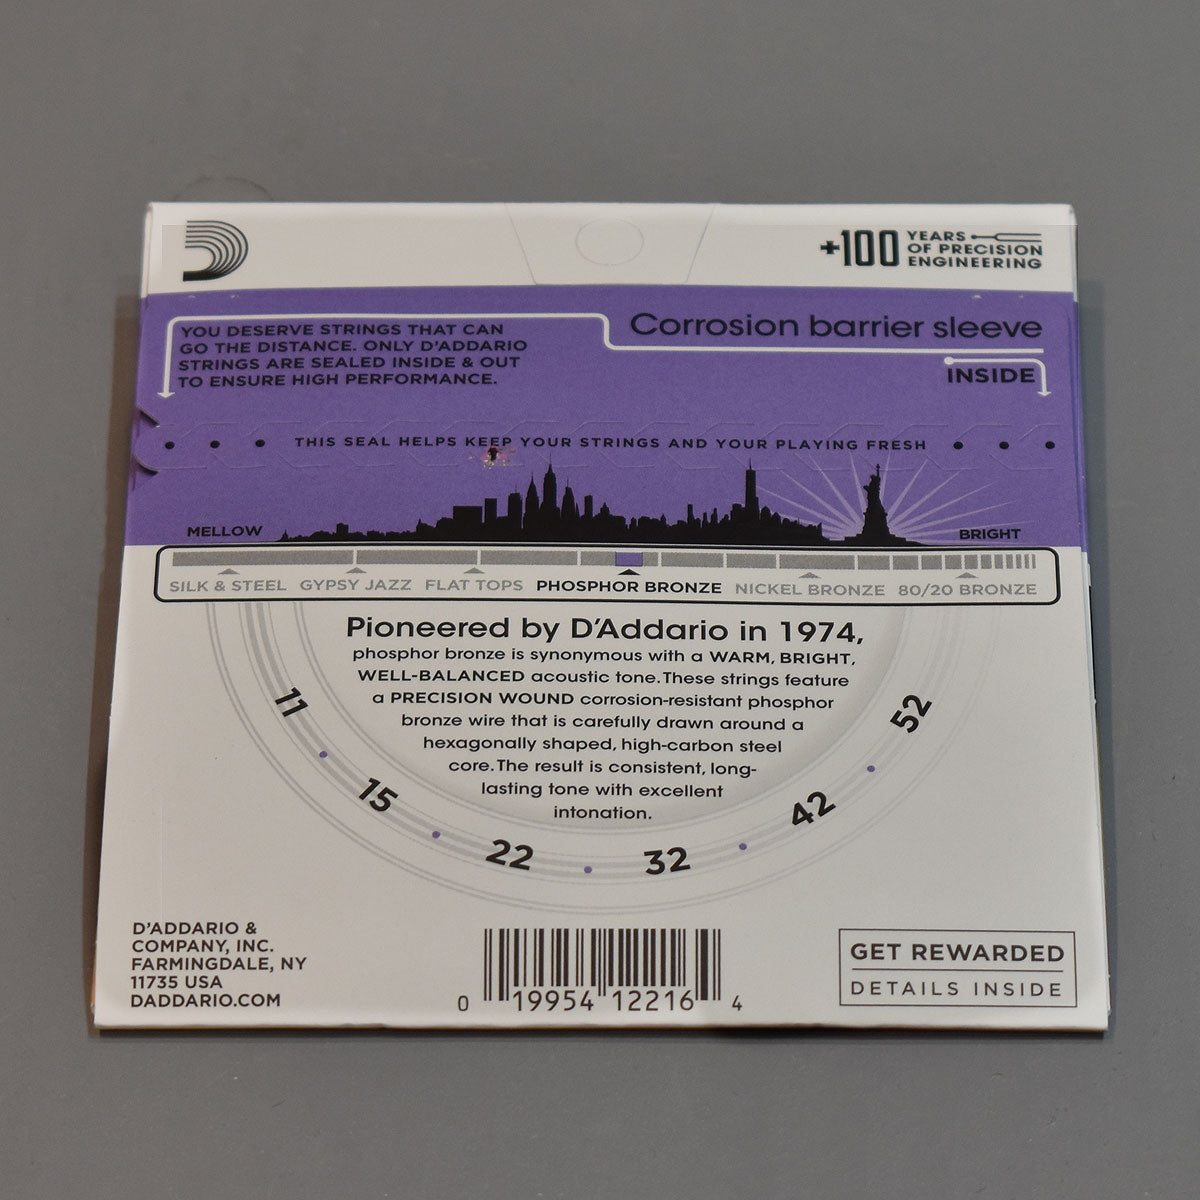 +100 YEARS
OF PRECISION
ENGINEERING
YOU DESERVE STRINGS THAT CAN
GO THE DISTANCE. ONLY D'ADDARIO
STRINGS ARE SEALED INSIDE & OUT
TO ENSURE HIGH PERFORMANCE.
Corrosion barrier sleeve
INSIDE
THIS SEAL HELPS KEEP YOUR STRINGS AND YOUR PLAYING FRESH
MELLOW
BRIGHT
SILK & STEEL GYPSY JAZZ FLAT TOPS PHOSPHOR BRONZE NICKEL BRONZE 80/20 BRONZE
Pioneered by D'Addario in 1974,
phosphor bronze is synonymous with a WARM, BRIGHT,
WELL-BALANCED acoustic tone. These strings feature
a PRECISION WOUND corrosion-resistant phosphor
bronze wire that is carefully drawn around a
hexagonally shaped, high-carbon steel
core. The result is consistent, long-
lasting tone with excellent
intonation.
11 • 15 • 22 • 32 • 42 • 52
D'ADDARIO &
COMPANY, INC.
FARMINGDALE, NY
11735 USA
DADDARIO.COM
0 19954 12216 4
GET REWARDED
DETAILS INSIDE